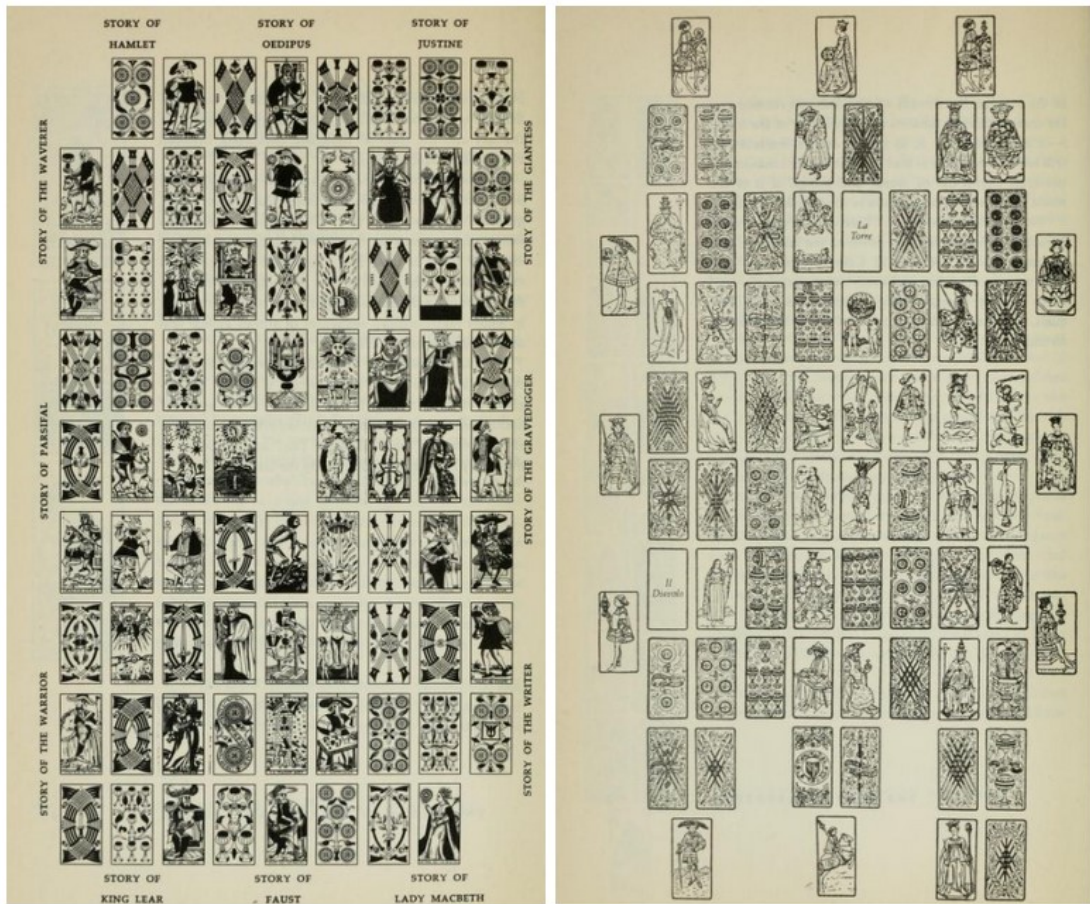 STORY OF
HAMLET
STORY OF
OEDIPUS
STORY OF
JUSTINE
STORY OF THE WAVERER
STORY OF PARSIFAL
STORY OF THE WARRIOR
STORY OF THE GIANTESS
STORY OF THE GRAVEDIGGER
STORY OF THE WRITER
STORY OF
KING LEAR
STORY OF
FAUST
STORY OF
LADY MACBETH
La
Torre
Il
Diavolo